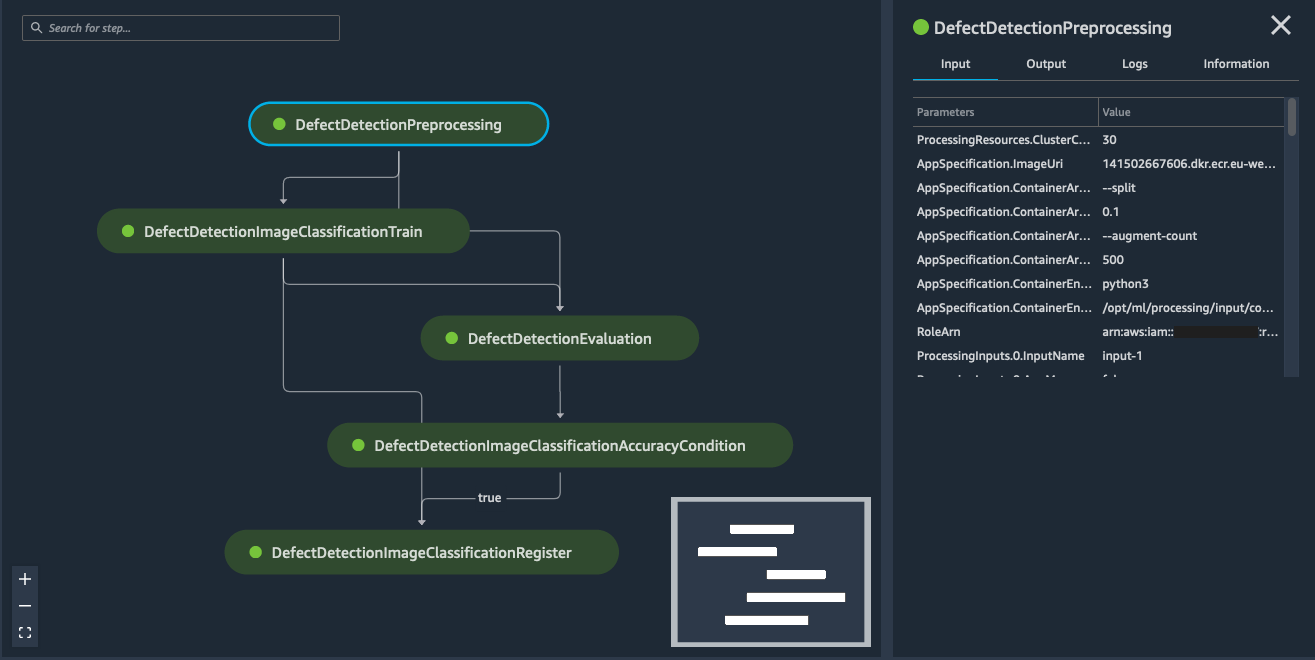 Search for step...
DefectDetectionPreprocessing
DefectDetectionImageClassificationTrain
DefectDetectionEvaluation
DefectDetectionImageClassificationAccuracyCondition
true
DefectDetectionImageClassificationRegister
DefectDetectionPreprocessing
Input Output Logs Information
Parameters Value
ProcessingResources.ClusterC... 30
AppSpecification.ImageUri 141502667606.dkr.ecr.eu-we...
AppSpecification.ContainerAr... --split
AppSpecification.ContainerAr... 0.1
AppSpecification.ContainerAr... --augment-count
AppSpecification.ContainerAr... 500
AppSpecification.ContainerEn... python3
AppSpecification.ContainerEn... /opt/ml/processing/input/co...
RoleArn arn:aws:iam:: :r...
ProcessingInputs.0.InputName input-1